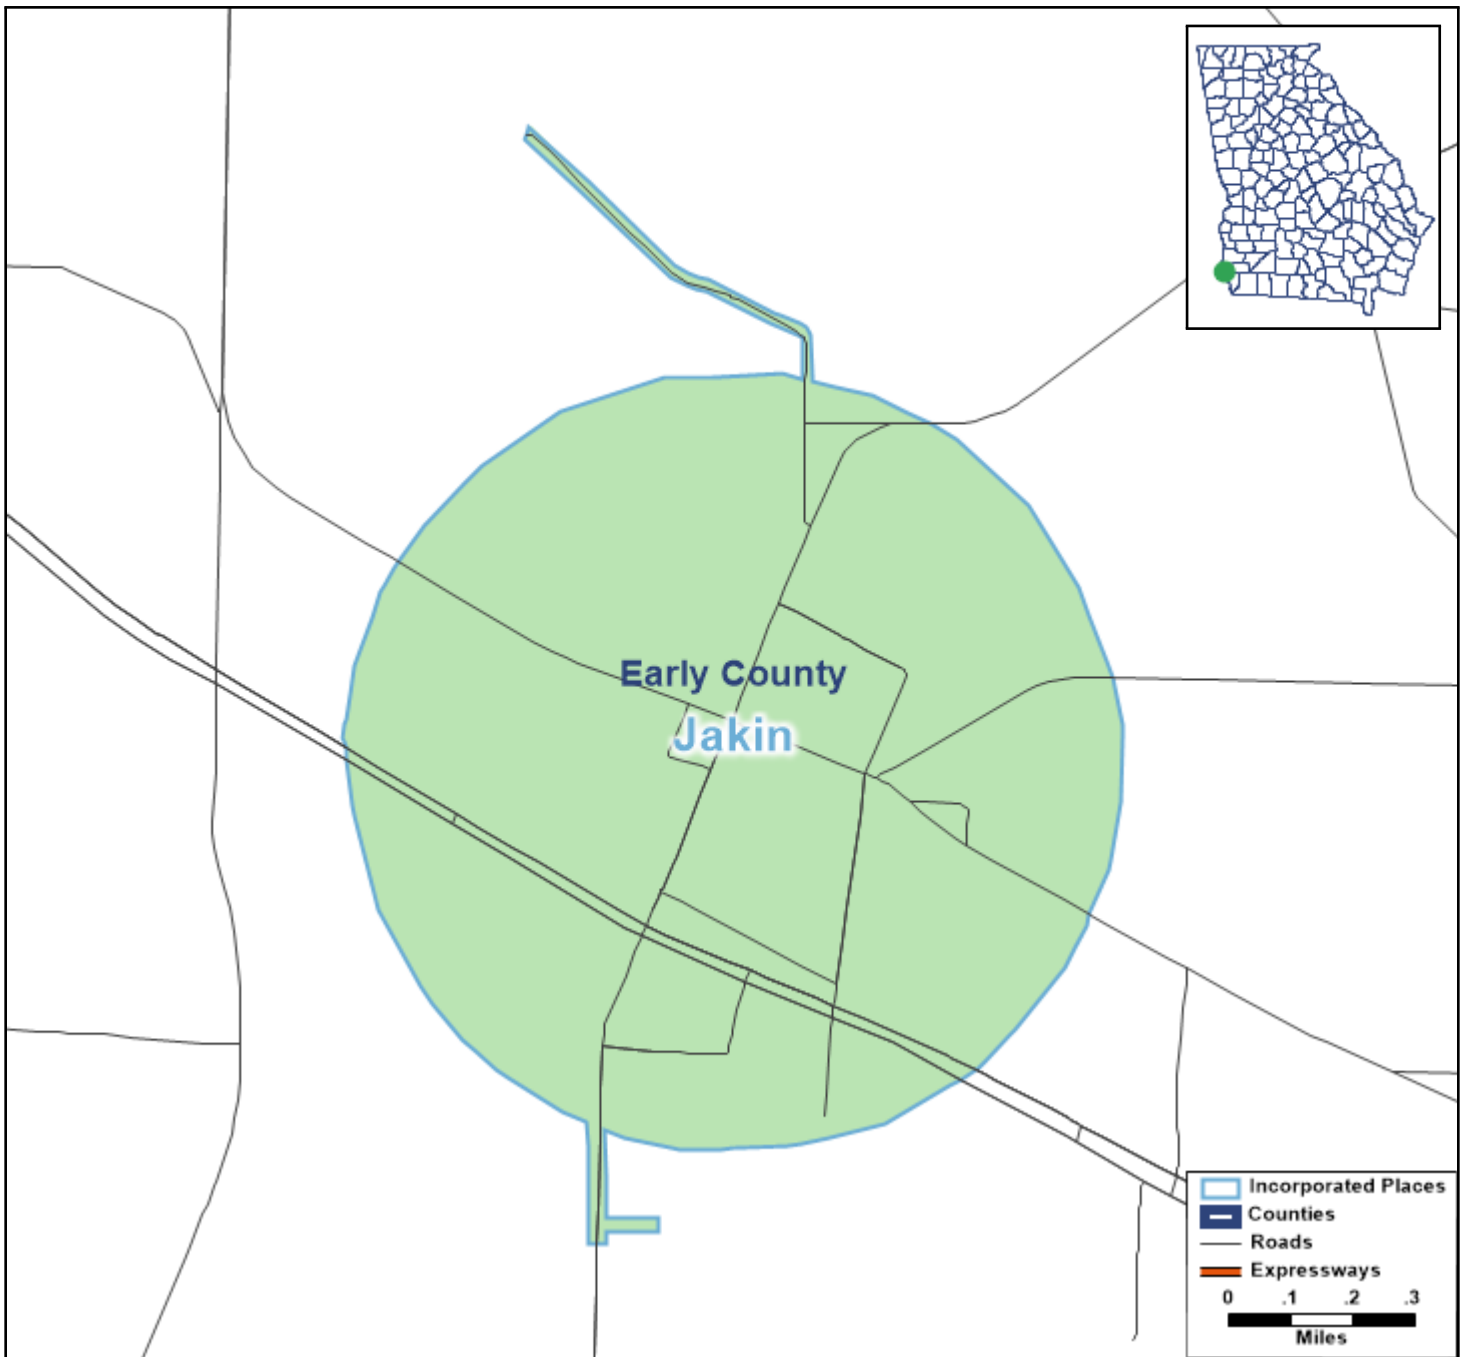 Early County
Jakin
Incorporated Places
Counties
Roads
Expressways
0 .1 .2 .3
Miles